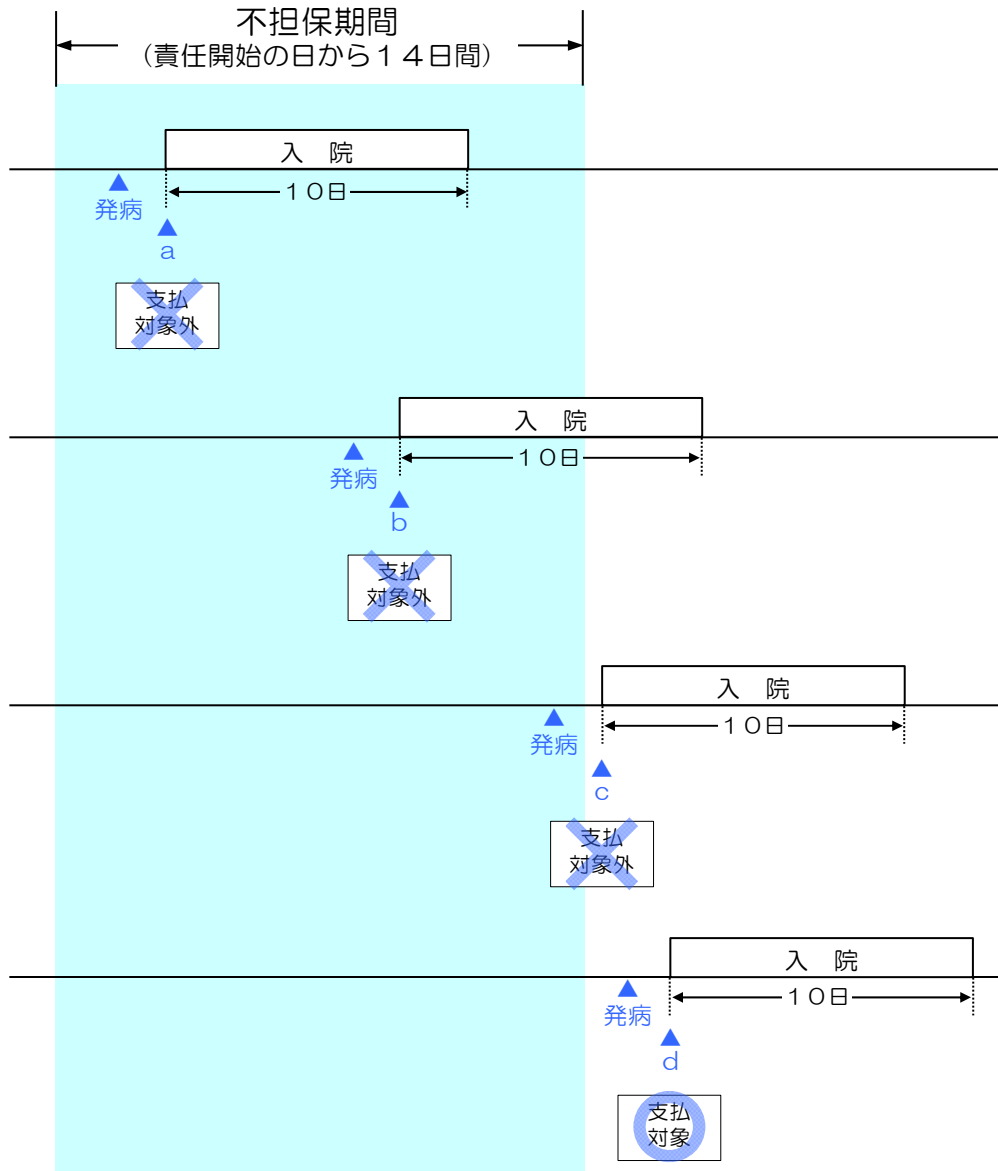 不担保期間
（責任開始の日から１４日間）
入　院
１０日
発病
a
支払
対象外
入　院
１０日
発病
b
支払
対象外
入　院
１０日
発病
c
支払
対象外
入　院
１０日
発病
d
支払
対象